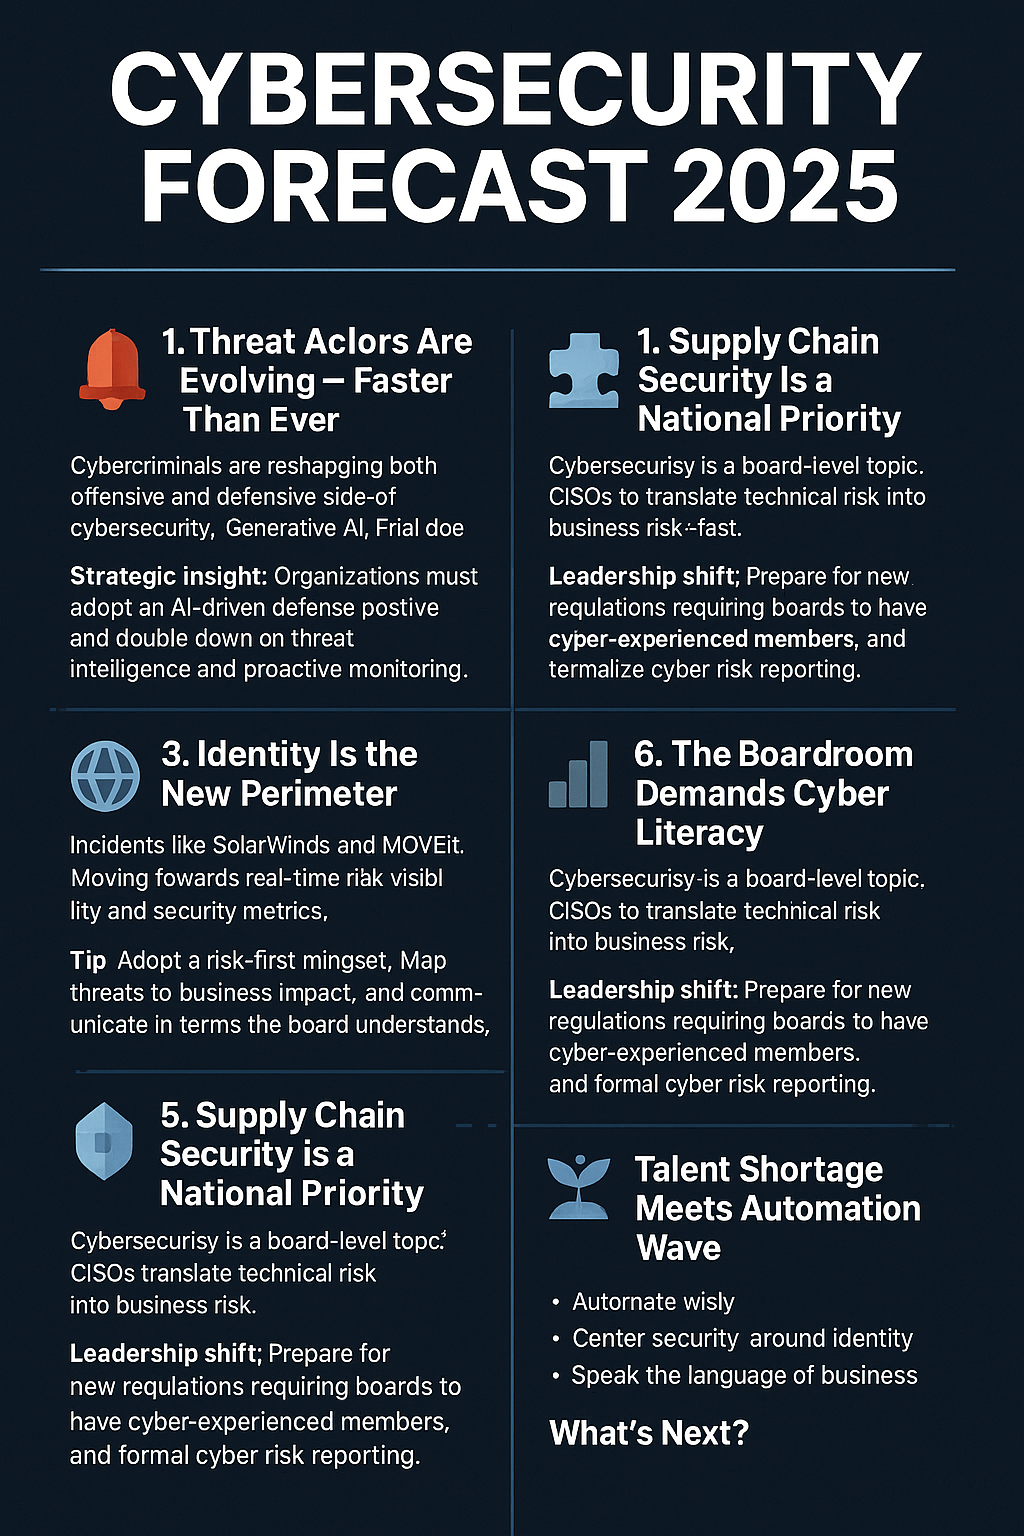 CYBERSECURITY
FORECAST 2025
1. Threat Aclors Are
Evolving — Faster
Than Ever
Cybercriminals are reshapging both
offensive and defensive side-of
cybersecurity, Generative AI, Frial doe
Strategic insight: Organizations must
adopt an AI-driven defense postive
and double down on threat
inteiligence and proactive monitoring.
1. Supply Chain
Security Is a
National Priority
Cybersecurisy is a board-ievel topic.
CISOs to translate technical risk into
business risk--fast.
Leadership shift; Prepare for new.
requlations requiring boards to have
cyper-experienced members, and
termalize cyber risk reporting.
3. Identity Is the
New Perimeter
Incidents like SolarWinds and MOVEit.
Moving fowards real-time riak visibl
lity and security metrics,
Tip Adopt a risk-first mingset, Map
threats to business impact, and comm-
unicate in terms the board understands,
6. The Boardroom
Demands Cyber
Literacy
Cybersecurisy-is a board-level topic.
CISOs to translate technical risk
into business risk,
Leadership shift: Prepare for new
regulations requiring boards to have
cyber-experienced members.
and formal cyber risk reporting.
5. Supply Chain
Security is a
National Priority
Cybersecurisy is a board-level topc.
CISOs translate technical risk
into business risk.
Leadership shift; Prepare for
new requlations requiring boards to
have cyber-experienced members,
and formal cyber risk reporting.
Talent Shortage
Meets Automation
Wave
• Autornate wisly
• Center security around identity
• Speak the language of business
What's Next?